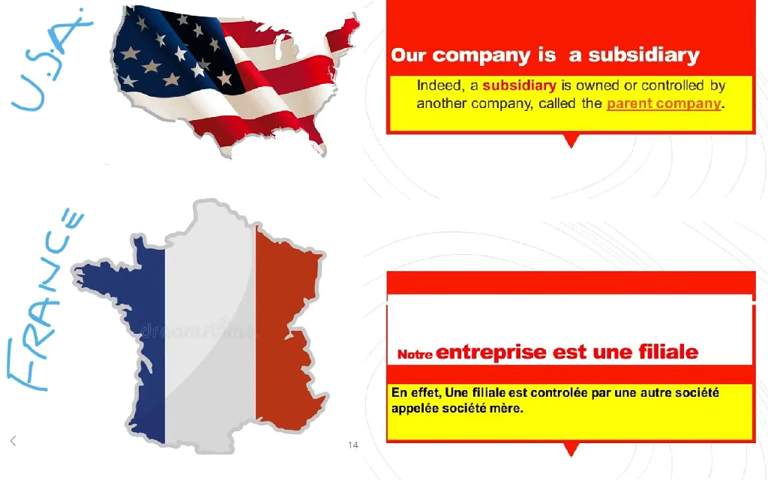 U.S.A.
Our company is a subsidiary
Indeed, a subsidiary is owned or controlled by
another company, called the parent company.
FRANCE
dreamstime
Notre entreprise est une filiale
En effet, Une filiale est controlée par une autre société
appelée société mère.
14